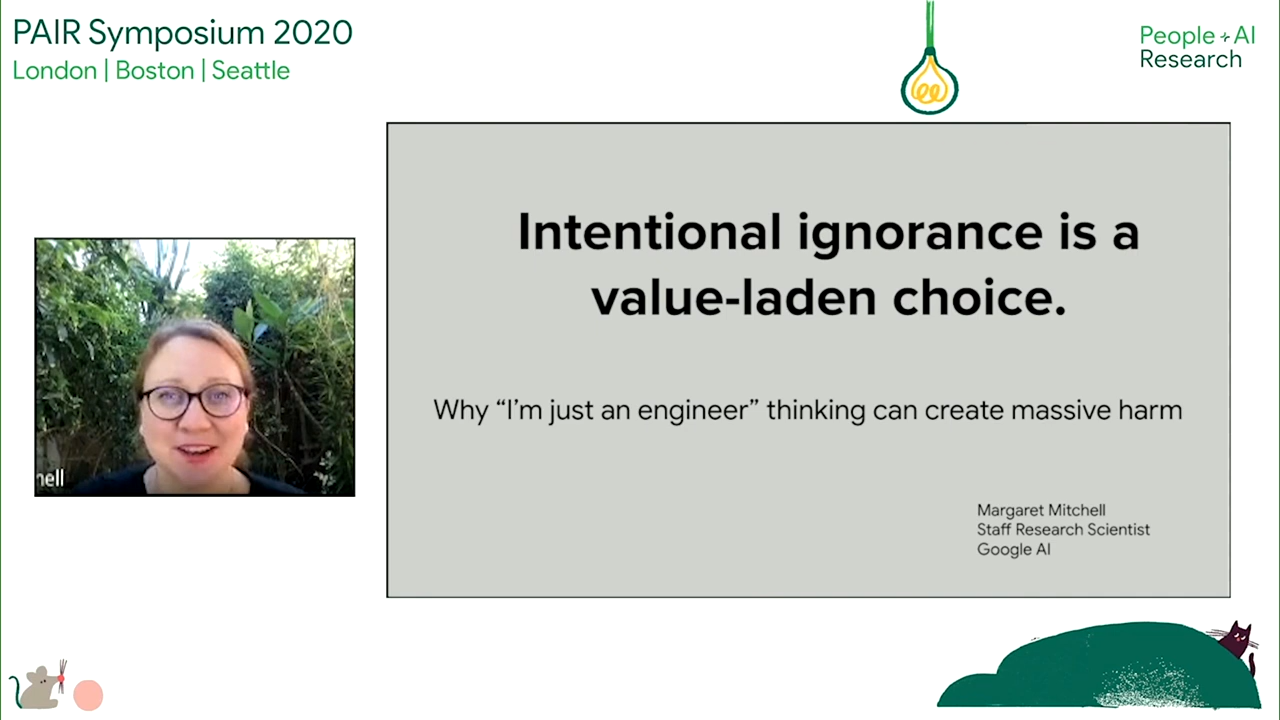 PAIR Symposium 2020
London | Boston | Seattle
People + AI
Research
Intentional ignorance is a
value-laden choice.
Why “I’m just an engineer” thinking can create massive harm
Margaret Mitchell
Staff Research Scientist
Google AI